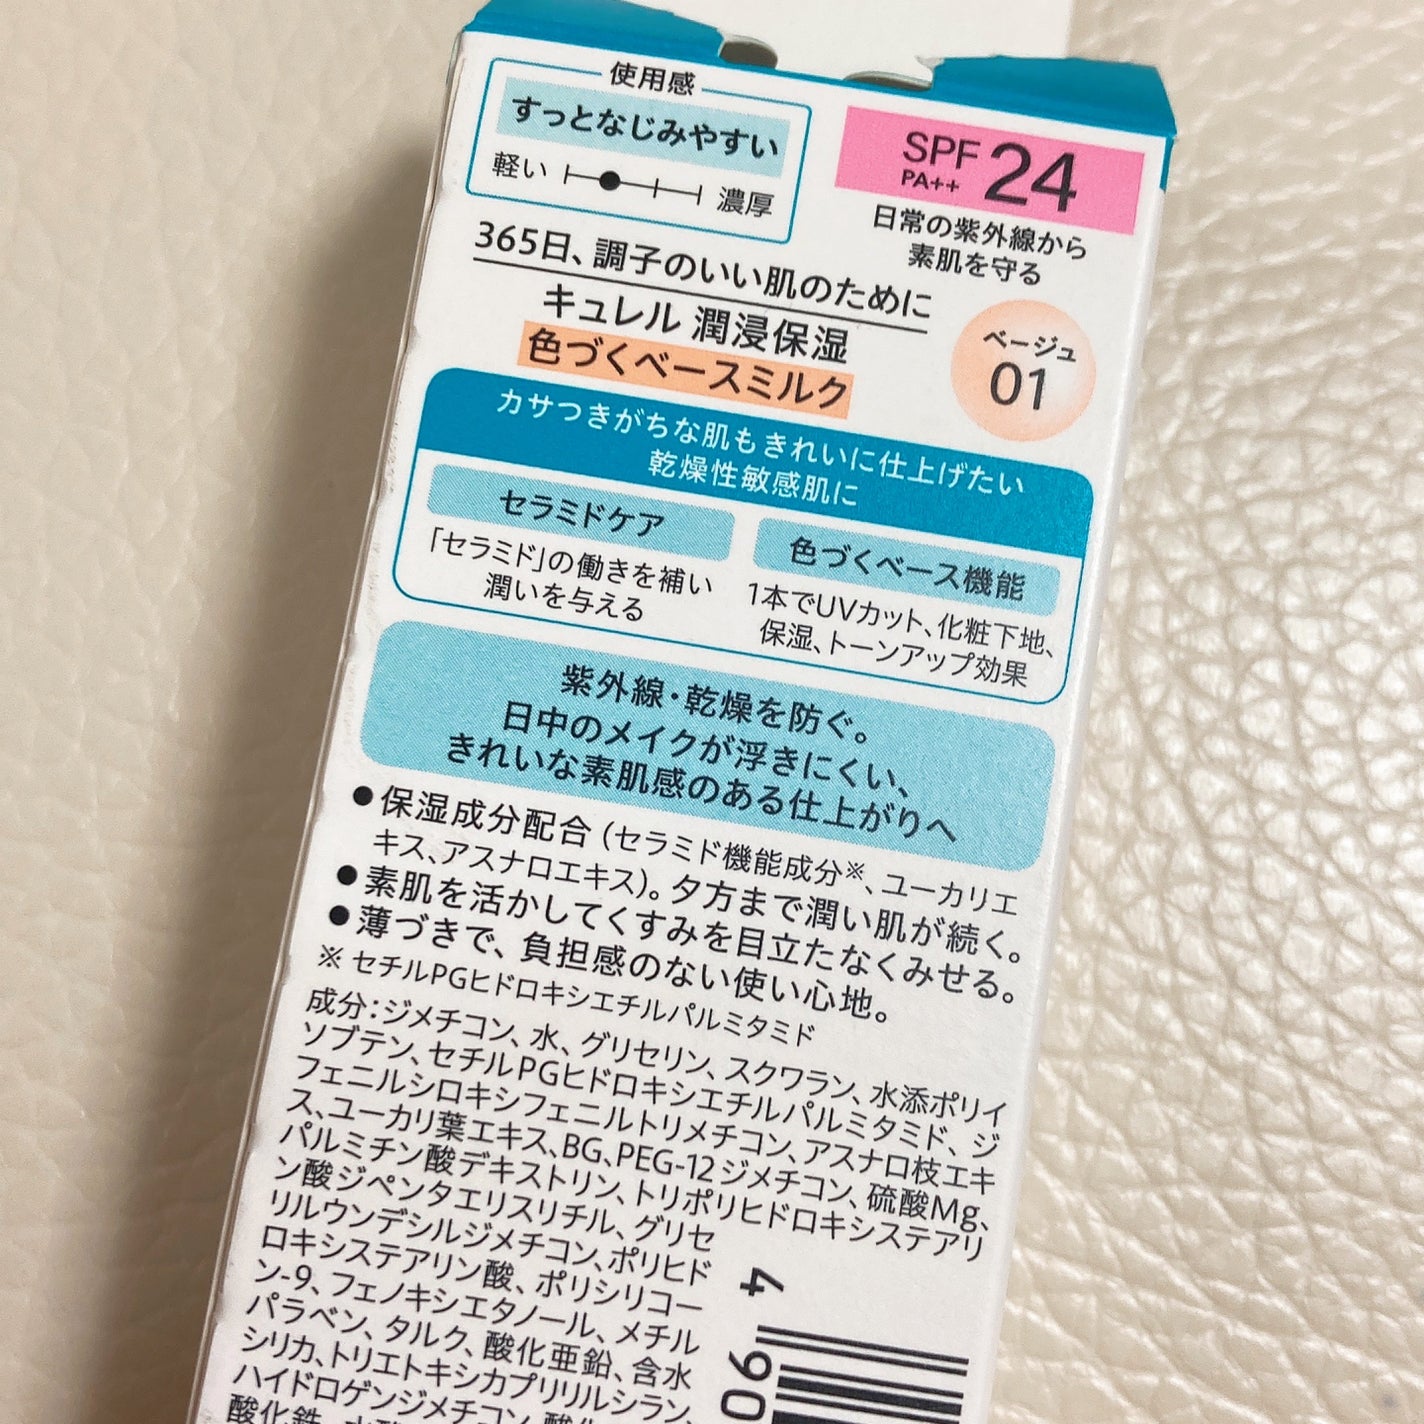 使用感
すっとなじみやすい
軽い
濃厚
SPF 24
PA++
日常の紫外線から
素肌を守る
365日、調子のいい肌のために
キュレル 潤浸保湿
色づくベースミルク
ベージュ
01
カサつきがちな肌もきれいに仕上げたい
乾燥性敏感肌に
セラミドケア
「セラミド」の働きを補い
潤いを与える
色づくベース機能
1本でUVカット、化粧下地、
保湿、トーンアップ効果
紫外線・乾燥を防ぐ。
日中のメイクが浮きにくい、
きれいな素肌感のある仕上がりへ
●保湿成分配合(セラミド機能成分※、ユーカリエ
キス、アスナロエキス)。夕方まで潤い肌が続く。
●素肌を活かしてくすみを目立たなくみせる。
●薄づきで、負担感のない使い心地。
※ セチルPGヒドロキシエチルパルミタミド
成分:ジメチコン、水、グリセリン、スクワラン、水添ポリイ
ソブテン、セチルPGヒドロキシエチルパルミタミド、ジ
フェニルシロキシフェニルトリメチコン、アスナロ枝エキ
ス、ユーカリ葉エキス、BG、PEG-12ジメチコン、硫酸Mg、
パルミチン酸デキストリン、トリポリヒドロキシステアリ
ン酸ジペンタエリスリチル、グリセ
リルウンデシルジメチコン、ポリヒド
ロキシステアリン酸、ポリシリコー
ン-9、フェノキシエタノール、メチル
パラベン、タルク、酸化亜鉛、含水
シリカ、トリエトキシカプリリルシラン、
ハイドロゲンジメチコン、酸化
酸化鉄、水酸
4
90